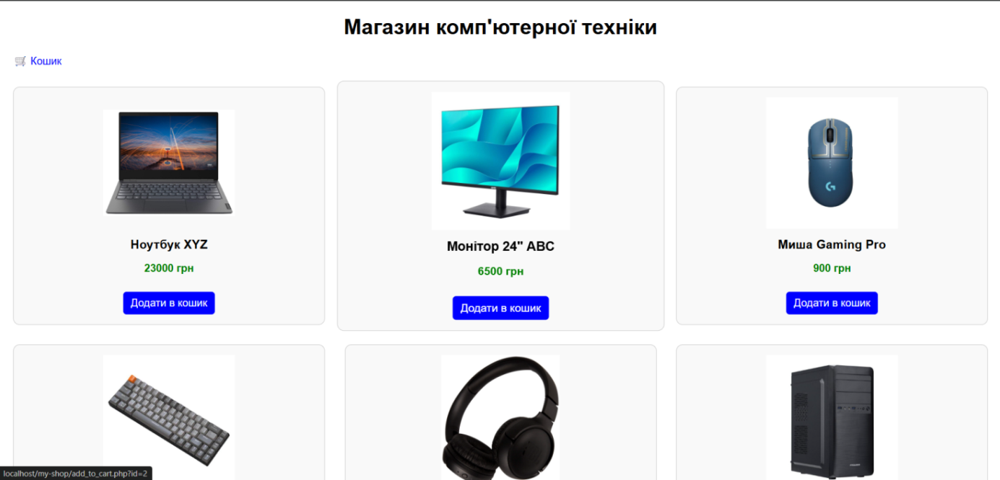 Магазин комп'ютерної техніки
🛒 Кошик
Ноутбук XYZ
23000 грн
Додати в кошик
Монітор 24" ABC
6500 грн
Додати в кошик
Миша Gaming Pro
900 грн
Додати в кошик
localhost/my-shop/add_to_cart.php?id=2